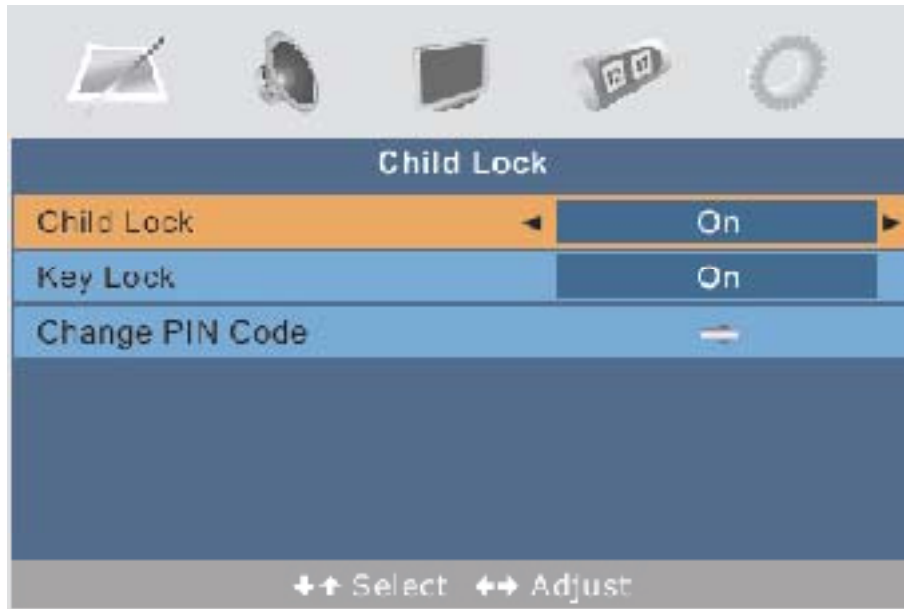 Child Lock
Child Lock On
Key Lock On
Change PIN Code
Select Adjust